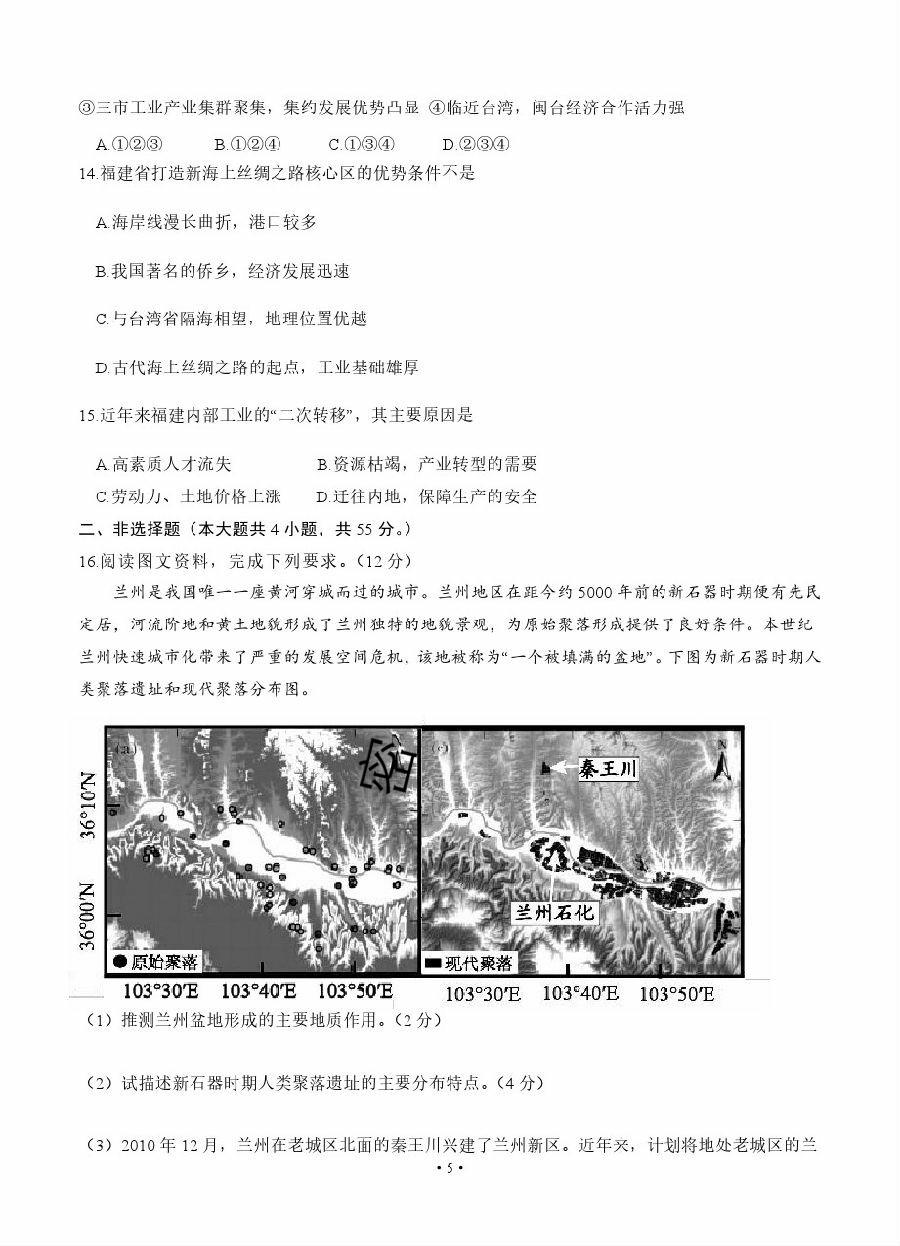 ③三市工业产业集群聚集，集约发展优势凸显 ④临近台湾，闽台经济合作活力强
A.①②③ B.①②④ C.①③④ D.②③④
14.福建省打造新海上丝绸之路核心区的优势条件不是
A.海岸线漫长曲折，港口较多
B.我国著名的侨乡，经济发展迅速
C.与台湾省隔海相望，地理位置优越
D.古代海上丝绸之路的起点，工业基础雄厚
15.近年来福建内部工业的“二次转移”，其主要原因是
A.高素质人才流失 B.资源枯竭，产业转型的需要
C.劳动力、土地价格上涨 D.迁往内地，保障生产的安全
二、非选择题（本大题共 4 小题，共 55 分。）
16.阅读图文资料，完成下列要求。（12 分）
兰州是我国唯一一座黄河穿城而过的城市。兰州地区在距今约 5000 年前的新石器时期便有先民
定居，河流阶地和黄土地貌形成了兰州独特的地貌景观，为原始聚落形成提供了良好条件。本世纪
兰州快速城市化带来了严重的发展空间危机，该地被称为“一个被填满的盆地”。下图为新石器时期人
类聚落遗址和现代聚落分布图。
(a) 密 (c) N
秦王川
36°10′N
兰州石化
36°00′N
原始聚落 现代聚落
103°30′E 103°40′E 103°50′E 103°30′E 103°40′E 103°50′E
（1）推测兰州盆地形成的主要地质作用。（2 分）
（2）试描述新石器时期人类聚落遗址的主要分布特点。（4 分）
（3）2010 年 12 月，兰州在老城区北面的秦王川兴建了兰州新区。近年来，计划将地处老城区的兰
• 5 •